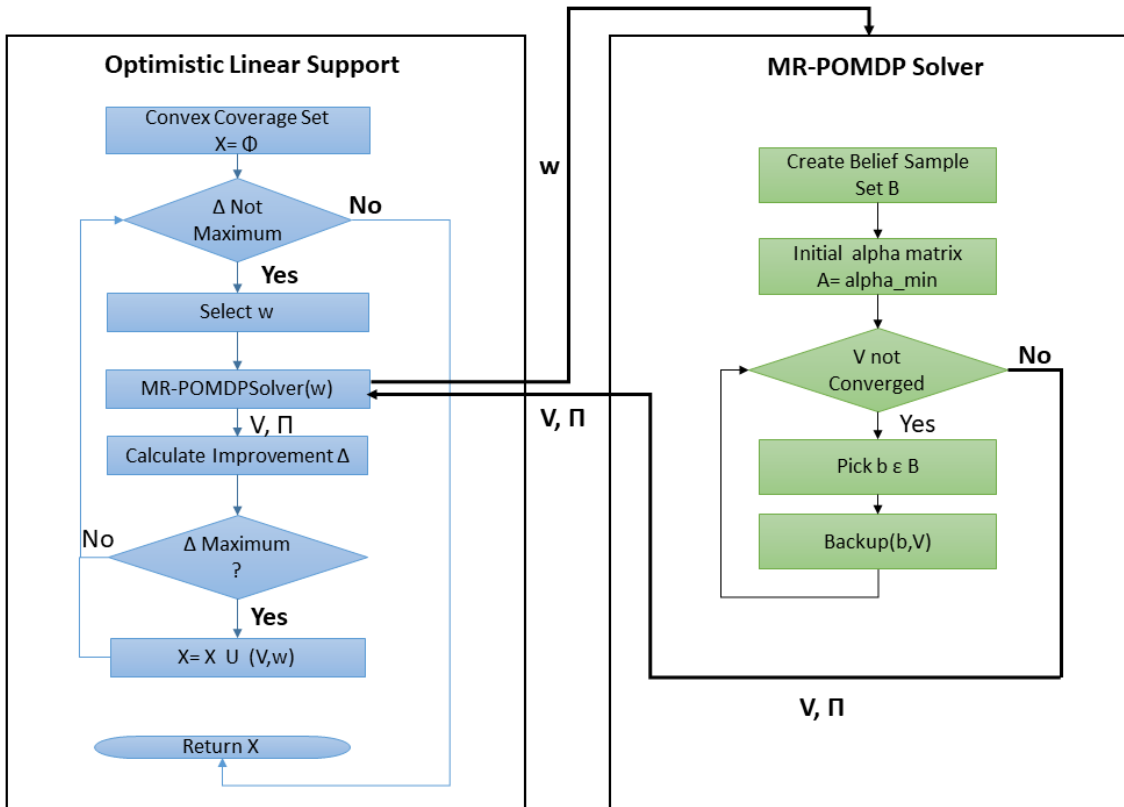 Optimistic Linear Support
Convex Coverage Set
X= Φ
Δ Not
Maximum
No
Yes
Select w
MR-POMDPSolver(w)
V, Π
Calculate Improvement Δ
No
Δ Maximum
?
Yes
X= X U (V,w)
Return X
w
V, Π
MR-POMDP Solver
Create Belief Sample
Set B
Initial alpha matrix
A= alpha_min
V not
Converged
No
Yes
Pick b ε B
Backup(b,V)
V, Π